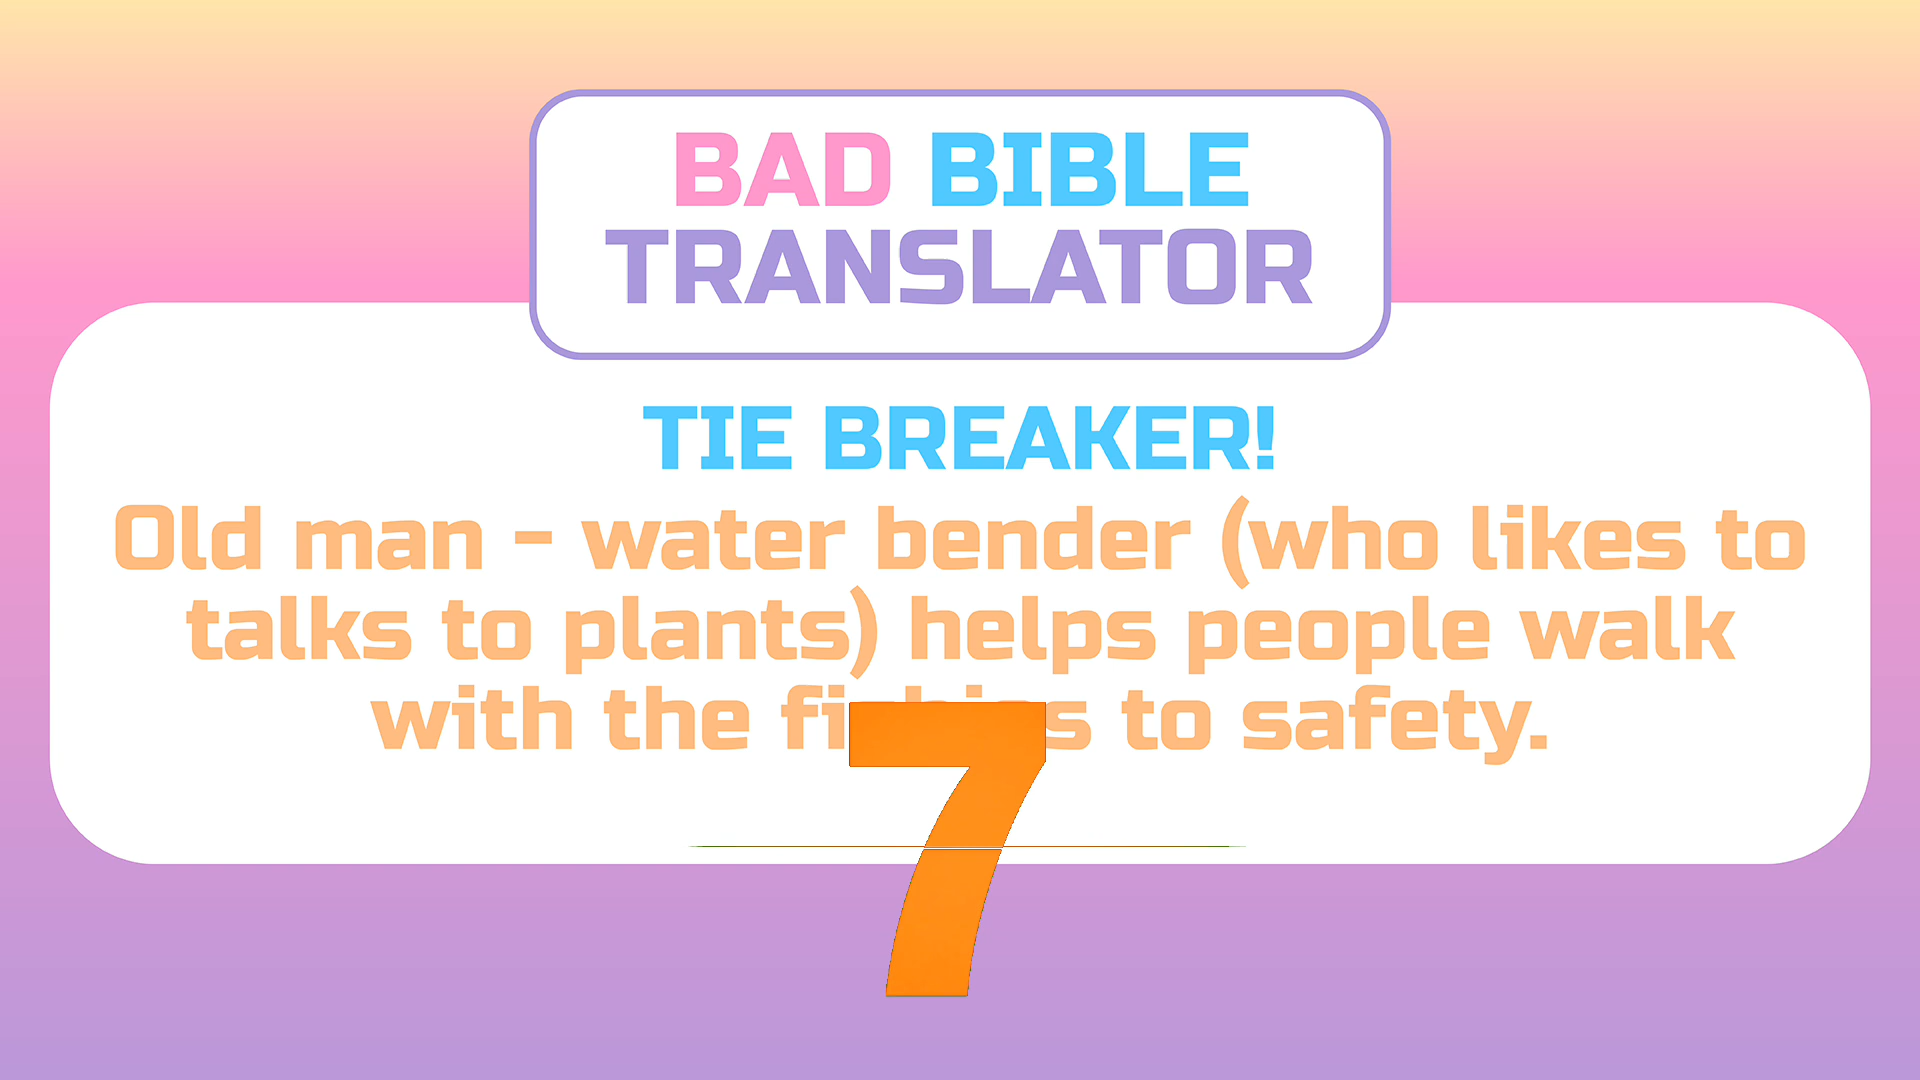 BAD BIBLE
TRANSLATOR
TIE BREAKER!
Old man - water bender (who likes to
talks to plants) helps people walk
with the to safety.
7